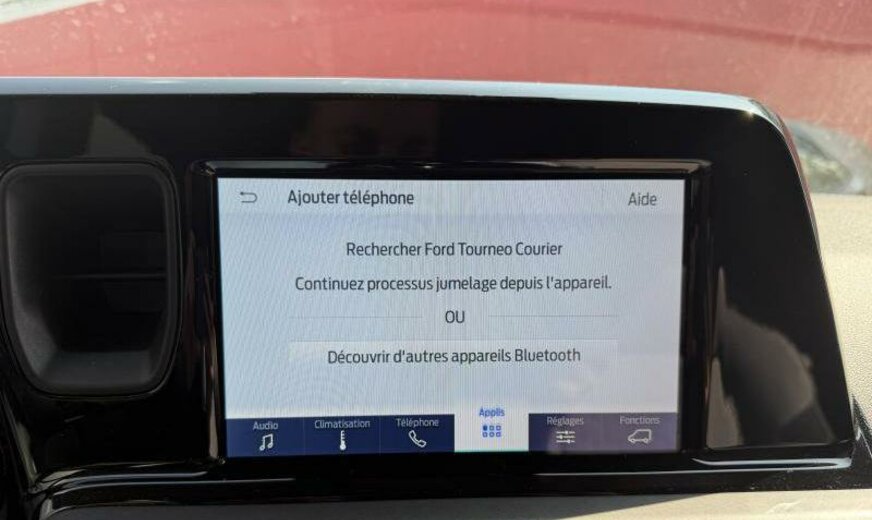 Ajouter téléphone
Aide
Rechercher Ford Tourneo Courier
Continuez processus jumelage depuis l'appareil.
OU
Découvrir d'autres appareils Bluetooth
Audio
Climatisation
Téléphone
Applis
Réglages
Fonctions